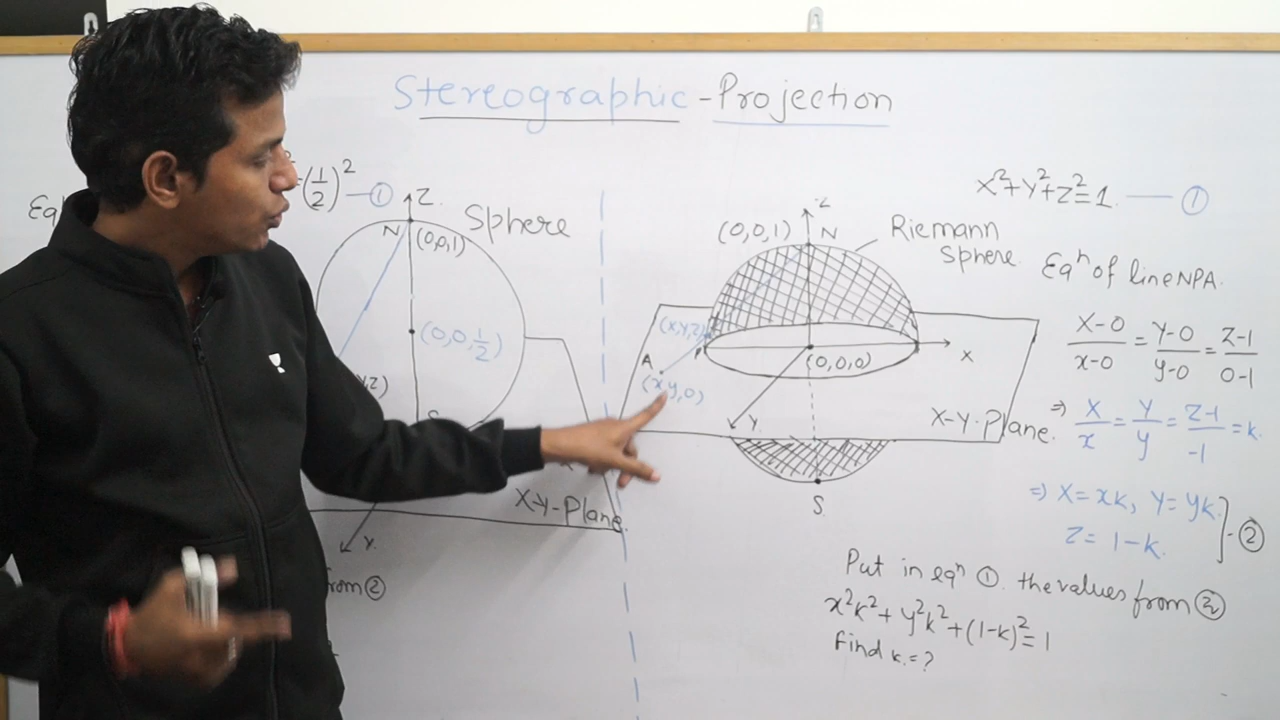 Stereographic - Projection
Eq
= (1/2)² — ①
Z
N
(0,0,1)
Sphere
(0,0,1/2)
,z)
S
X-Y-Plane
Y
from ②
(0,0,1)
Z
N
Riemann
Sphere.
(X,Y,Z)
P
A
(x,y,0)
(0,0,0)
X
Y
X-Y-Plane.
S
X²+Y²+Z²=1 — ①
Eqⁿ of line NPA.
X-0/x-0 = Y-0/y-0 = Z-1/0-1
⇒ X/x = Y/y = Z-1/-1 = k.
⇒ X = xk, Y = yk
Z = 1-k. ] - ②
Put in eqⁿ ①. the values from ②
x²k² + y²k² + (1-k)² = 1
find k = ?